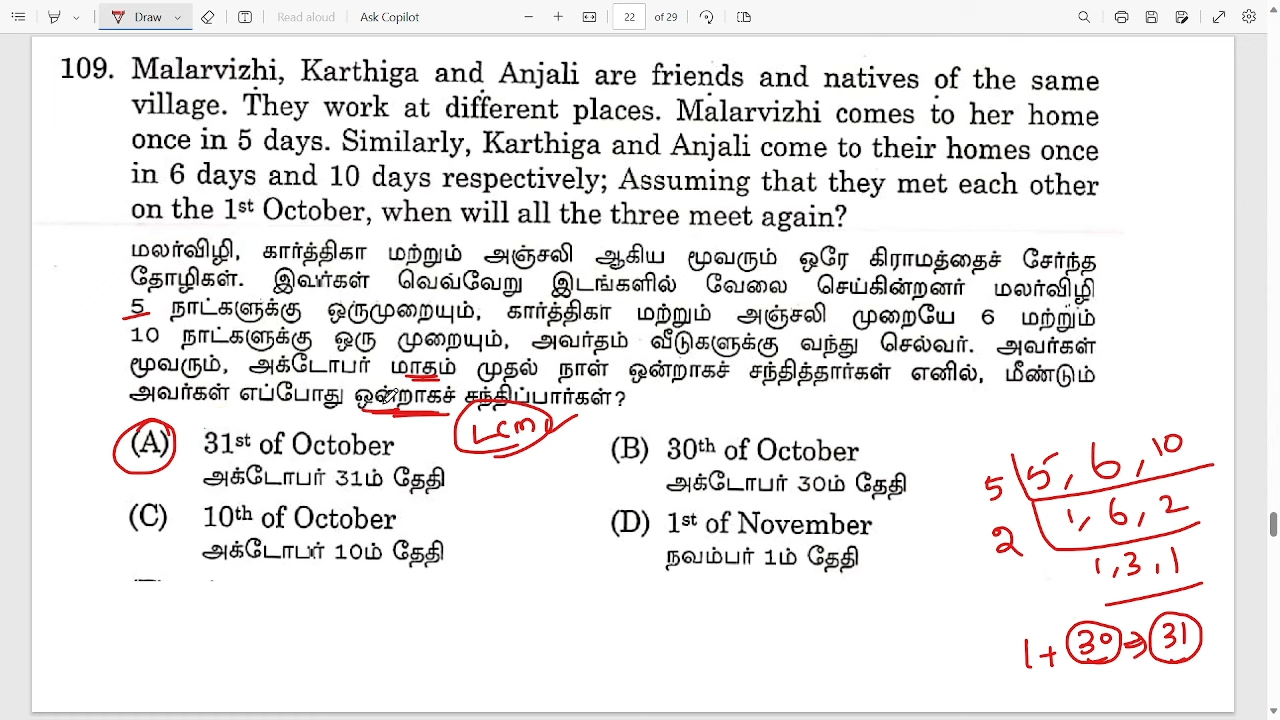 Draw
Read aloud
Ask Copilot
22 of 29
109. Malarvizhi, Karthiga and Anjali are friends and natives of the same
village. They work at different places. Malarvizhi comes to her home
once in 5 days. Similarly, Karthiga and Anjali come to their homes once
in 6 days and 10 days respectively; Assuming that they met each other
on the 1st October, when will all the three meet again?
மலர்விழி, கார்த்திகா மற்றும் அஞ்சலி ஆகிய மூவரும் ஒரே கிராமத்தைச் சேர்ந்த
தோழிகள். இவர்கள் வெவ்வேறு இடங்களில் வேலை செய்கின்றனர் மலர்விழி
5 நாட்களுக்கு ஒருமுறையும், கார்த்திகா மற்றும் அஞ்சலி முறையே 6 மற்றும்
10 நாட்களுக்கு ஒரு முறையும், அவர்தம் வீடுகளுக்கு வந்து செல்வர். அவர்கள்
மூவரும், அக்டோபர் மாதம் முதல் நாள் ஒன்றாகச் சந்தித்தார்கள் எனில், மீண்டும்
அவர்கள் எப்போது ஒன்றாகச் சந்திப்பார்கள்?
LCM
(A) 31st of October
அக்டோபர் 31ம் தேதி
(B) 30th of October
அக்டோபர் 30ம் தேதி
(C) 10th of October
அக்டோபர் 10ம் தேதி
(D) 1st of November
நவம்பர் 1ம் தேதி
5 5, 6, 10
2 1, 6, 2
1, 3, 1
1 + 30 ⇒ 31